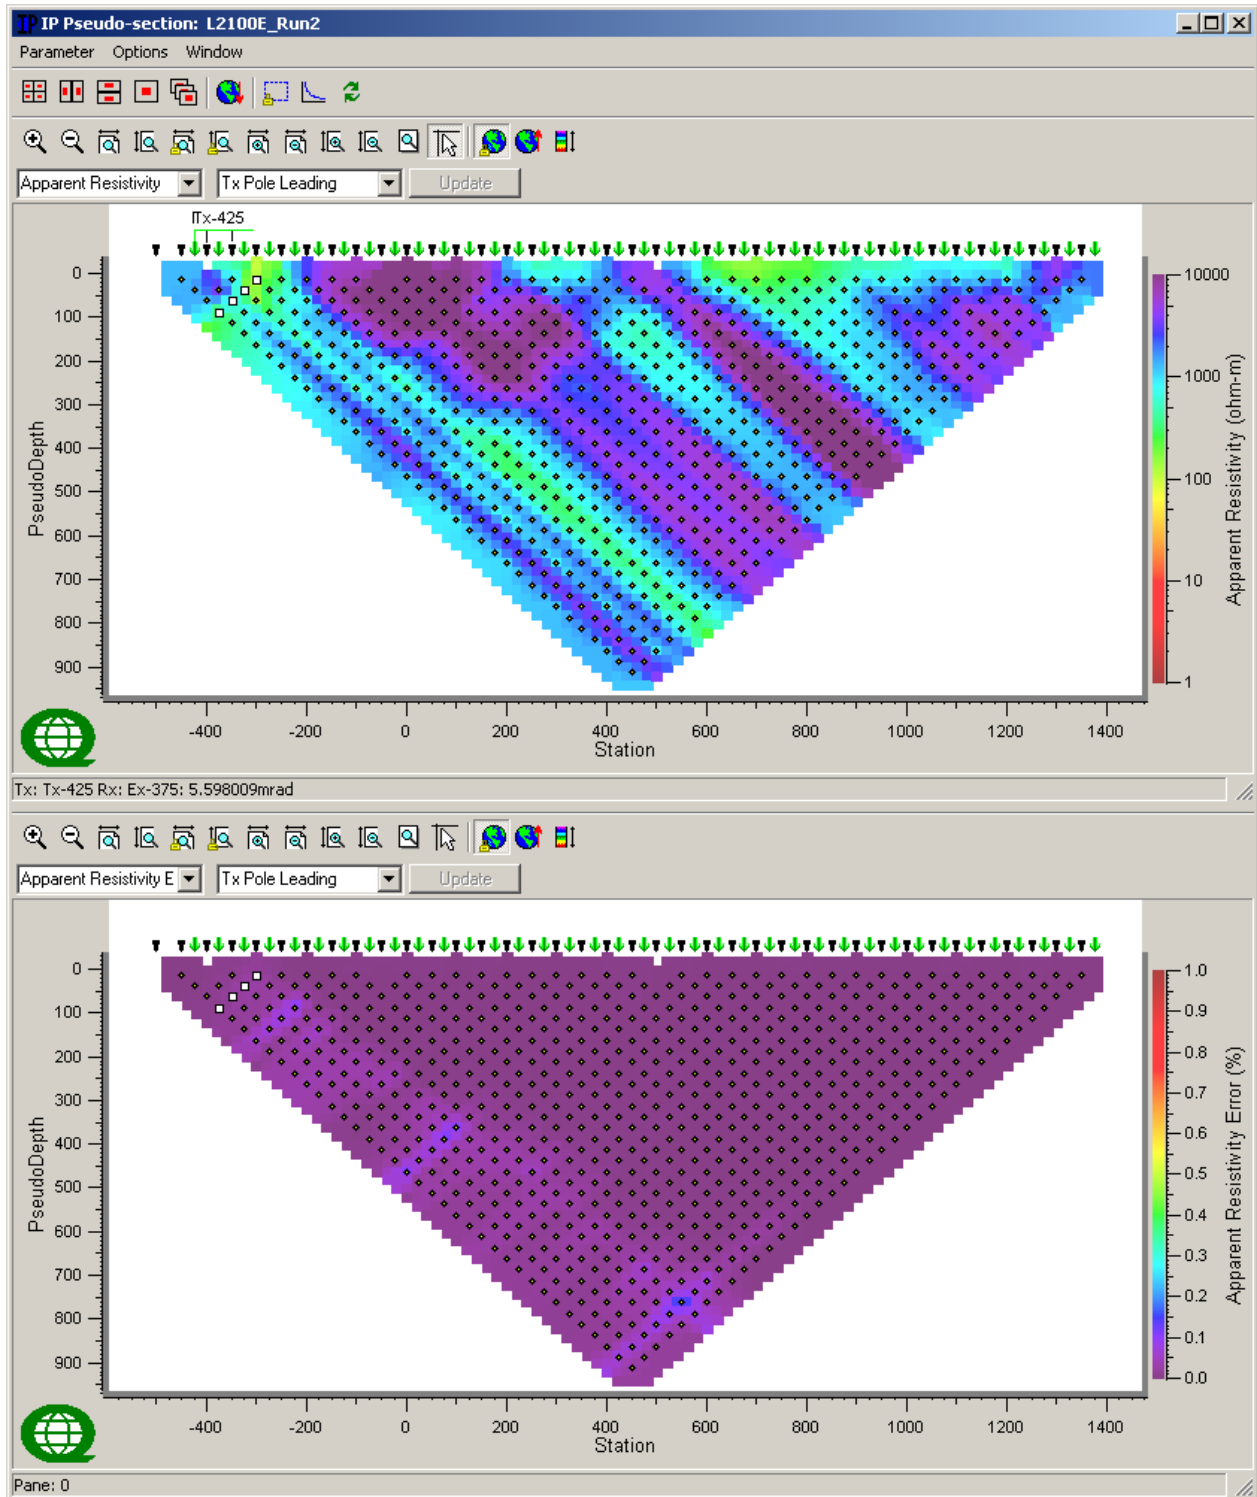 IP IP Pseudo-section: L2100E_Run2
Parameter Options Window
Apparent Resistivity Tx Pole Leading Update
Tx-425
0
100
200
300
400
500
600
700
800
900
PseudoDepth
-400 -200 0 200 400 600 800 1000 1200 1400
Station
10000
1000
100
10
1
Apparent Resistivity (ohm-m)
Tx: Tx-425 Rx: Ex-375: 5.598009mrad
Apparent Resistivity E Tx Pole Leading Update
0
100
200
300
400
500
600
700
800
900
PseudoDepth
-400 -200 0 200 400 600 800 1000 1200 1400
Station
1.0
0.9
0.8
0.7
0.6
0.5
0.4
0.3
0.2
0.1
0.0
Apparent Resistivity Error (%)
Pane: 0